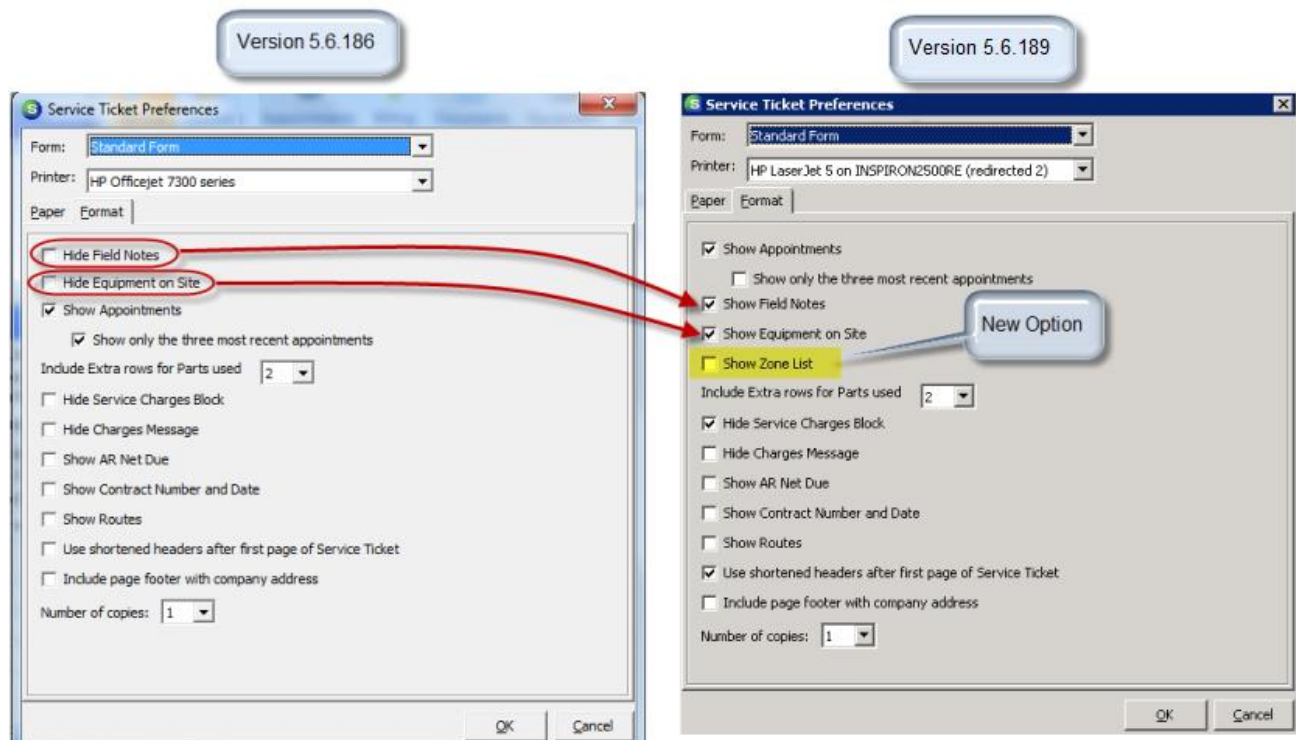 Version 5.6.186
Service Ticket Preferences
Form: Standard Form
Printer: HP Officejet 7300 series
Paper Format
Hide Field Notes
Hide Equipment on Site
Show Appointments
Show only the three most recent appointments
Include Extra rows for Parts used 2
Hide Service Charges Block
Hide Charges Message
Show AR Net Due
Show Contract Number and Date
Show Routes
Use shortened headers after first page of Service Ticket
Include page footer with company address
Number of copies: 1
OK Cancel
Version 5.6.189
Service Ticket Preferences
Form: Standard Form
Printer: HP LaserJet 5 on INSPIRON2500RE (redirected 2)
Paper Format
Show Appointments
Show only the three most recent appointments
Show Field Notes
Show Equipment on Site
New Option
Show Zone List
Include Extra rows for Parts used 2
Hide Service Charges Block
Hide Charges Message
Show AR Net Due
Show Contract Number and Date
Show Routes
Use shortened headers after first page of Service Ticket
Include page footer with company address
Number of copies: 1
OK Cancel